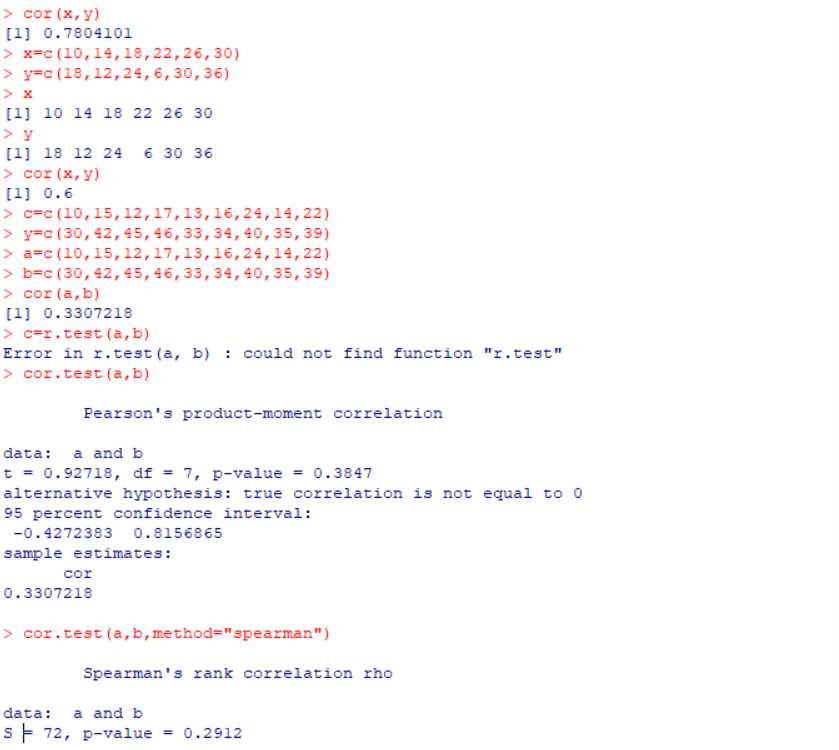 > cor(x,y)
[1] 0.7804101
> x=c(10,14,18,22,26,30)
> y=c(18,12,24,6,30,36)
> x
[1] 10 14 18 22 26 30
> y
[1] 18 12 24  6 30 36
> cor(x,y)
[1] 0.6
> c=c(10,15,12,17,13,16,24,14,22)
> y=c(30,42,45,46,33,34,40,35,39)
> a=c(10,15,12,17,13,16,24,14,22)
> b=c(30,42,45,46,33,34,40,35,39)
> cor(a,b)
[1] 0.3307218
> c=r.test(a,b)
Error in r.test(a, b) : could not find function "r.test"
> cor.test(a,b)
        Pearson's product-moment correlation
data:  a and b
t = 0.92718, df = 7, p-value = 0.3847
alternative hypothesis: true correlation is not equal to 0
95 percent confidence interval:
 -0.4272383  0.8156865
sample estimates:
      cor
0.3307218
> cor.test(a,b,method="spearman")
        Spearman's rank correlation rho
data:  a and b
S = 72, p-value = 0.2912